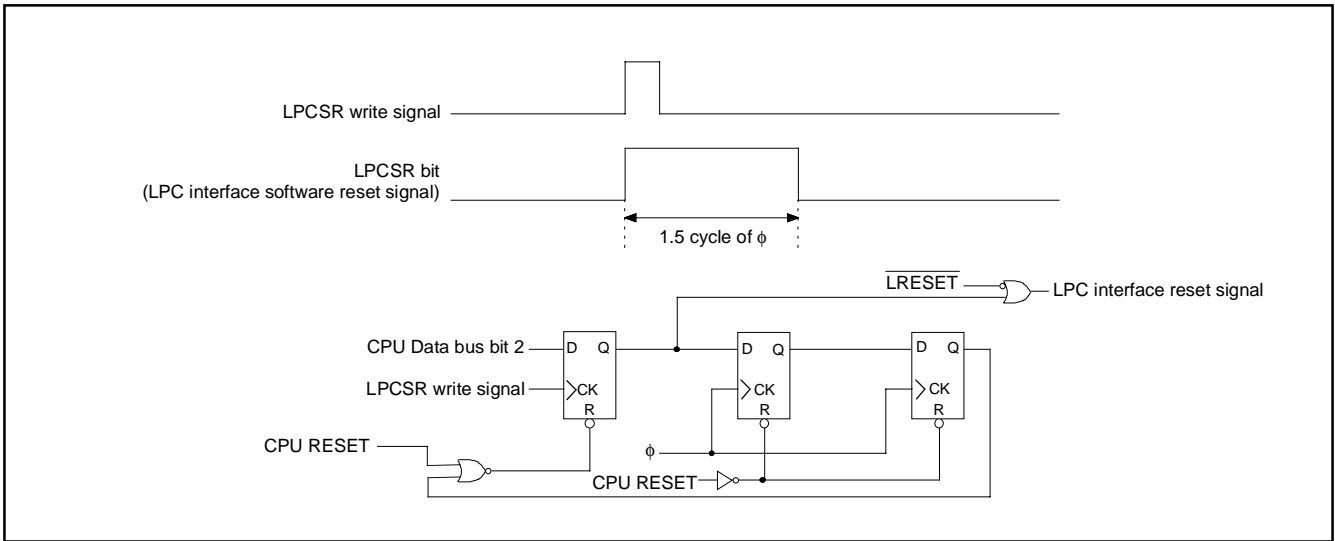 LPCSR write signal
LPCSR bit
(LPC interface software reset signal)
1.5 cycle of ϕ
LRESET
LPC interface reset signal
CPU Data bus bit 2
D Q
D Q
D Q
LPCSR write signal
CK
CK
CK
R
R
R
CPU RESET
ϕ
CPU RESET